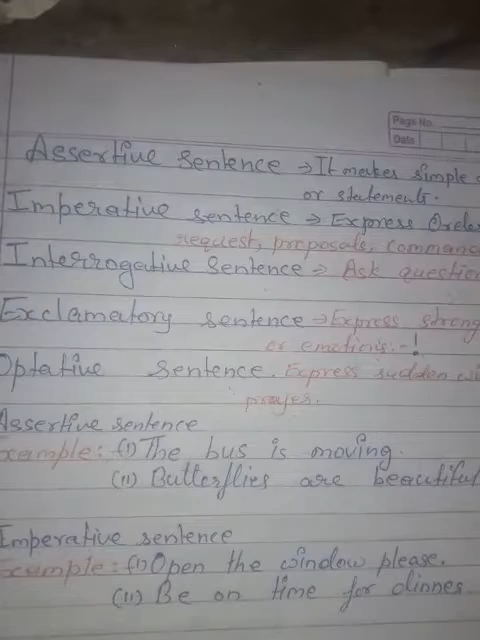 Page No.
Date
Assertive sentence → It makes simple
or statements.
Imperative sentence → Express Order
request, proposals, command
Interrogative sentence → Ask question
Exclamatory sentence → Express strong
or emotions. - !
Optative sentence. Express sudden wi
prayer.
Assertive sentence
Example: (i) The bus is moving.
(ii) Butterflies are beautiful
Imperative sentence
Example: (i) Open the window please.
(ii) Be on time for dinner.